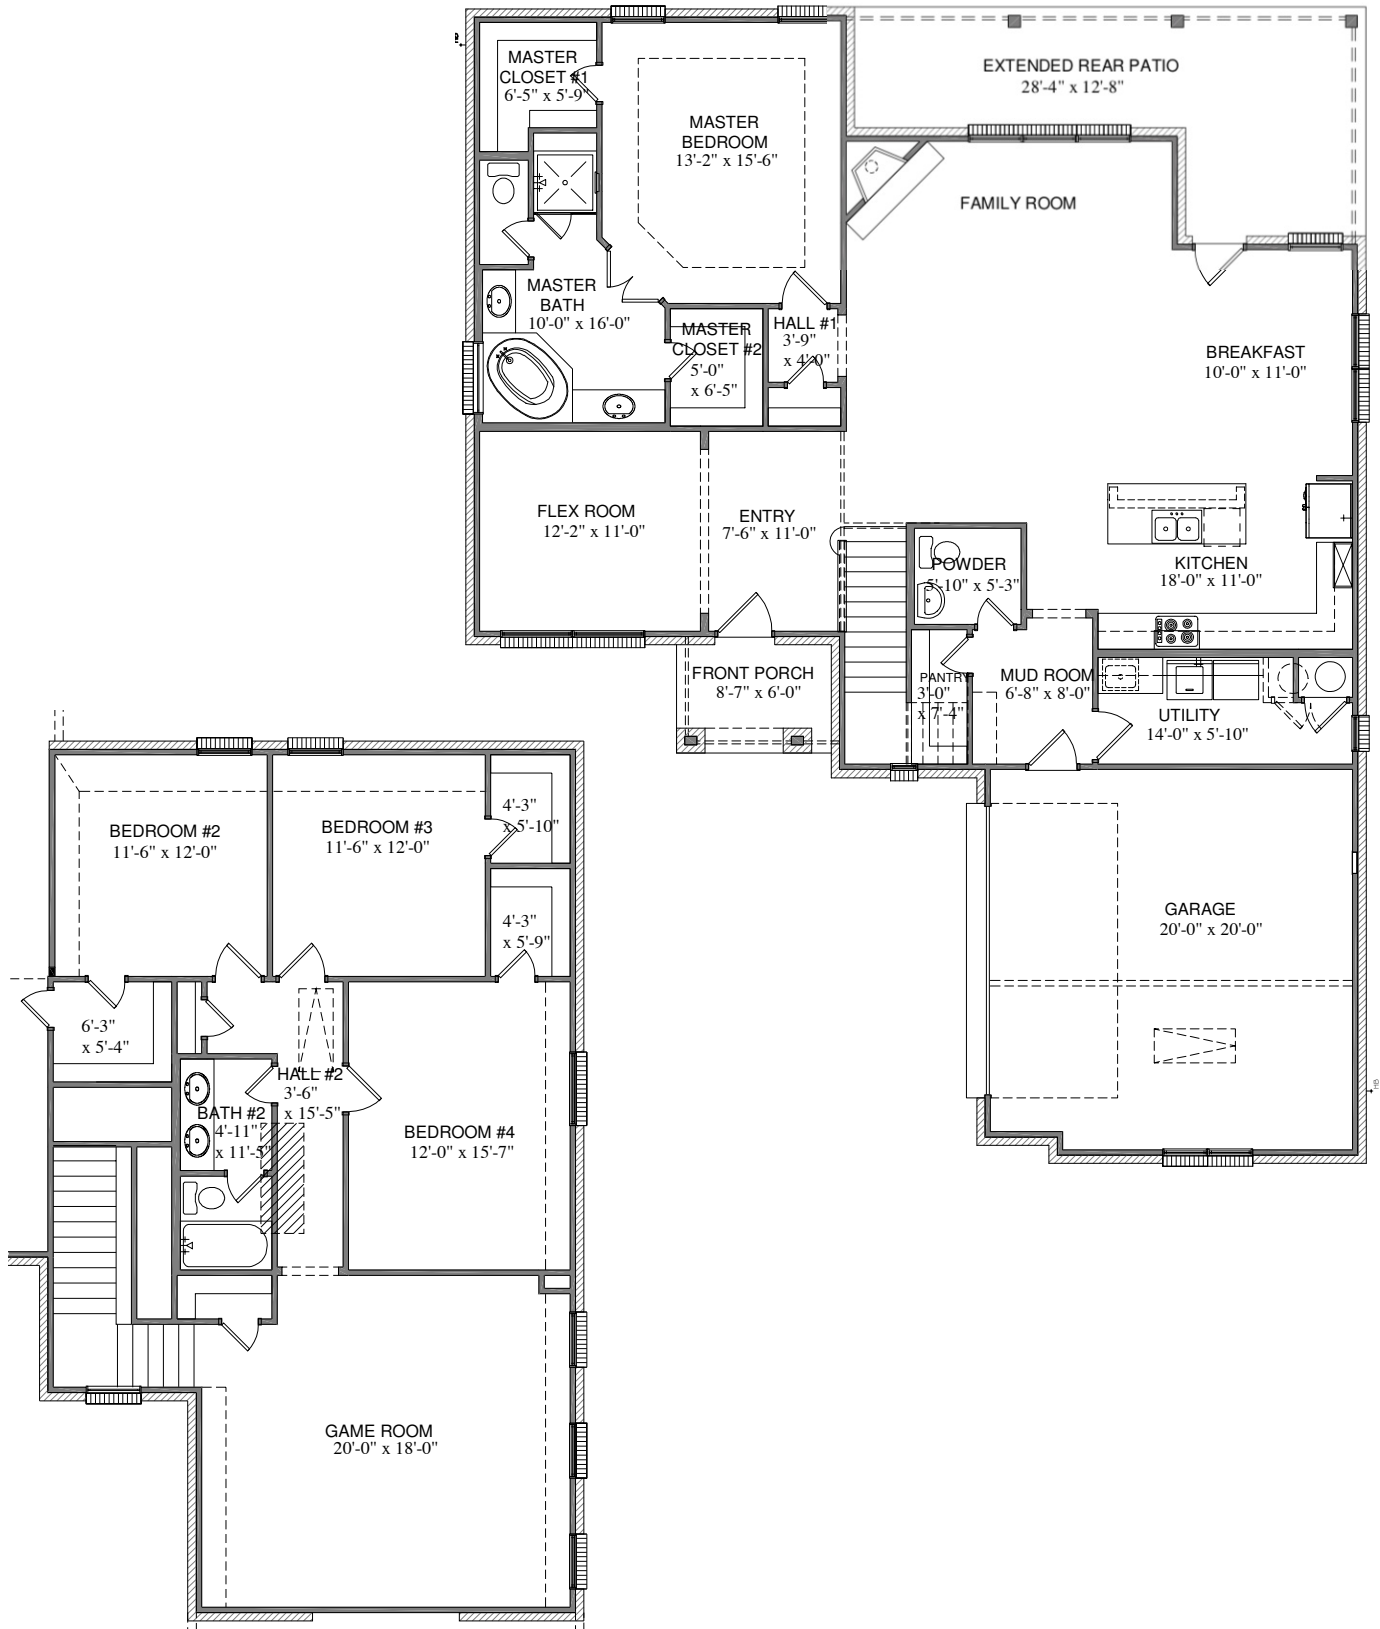 MASTER
CLOSET #1
6'-5" x 5'-9"
MASTER
BEDROOM
13'-2" x 15'-6"
EXTENDED REAR PATIO
28'-4" x 12'-8"
FAMILY ROOM
MASTER
BATH
10'-0" x 16'-0"
MASTER
CLOSET #2
5'-0"
x 6'-5"
HALL #1
3'-9"
x 4'-0"
BREAKFAST
10'-0" x 11'-0"
FLEX ROOM
12'-2" x 11'-0"
ENTRY
7'-6" x 11'-0"
POWDER
5'-10" x 5'-3"
KITCHEN
18'-0" x 11'-0"
FRONT PORCH
8'-7" x 6'-0"
PANTRY
3'-0"
x 7'-4"
MUD ROOM
6'-8" x 8'-0"
UTILITY
14'-0" x 5'-10"
GARAGE
20'-0" x 20'-0"
HB
BEDROOM #2
11'-6" x 12'-0"
BEDROOM #3
11'-6" x 12'-0"
4'-3"
x 5'-10"
4'-3"
x 5'-9"
6'-3"
x 5'-4"
HALL #2
3'-6"
x 15'-5"
BATH #2
4'-11"
x 11'-5"
BEDROOM #4
12'-0" x 15'-7"
GAME ROOM
20'-0" x 18'-0"